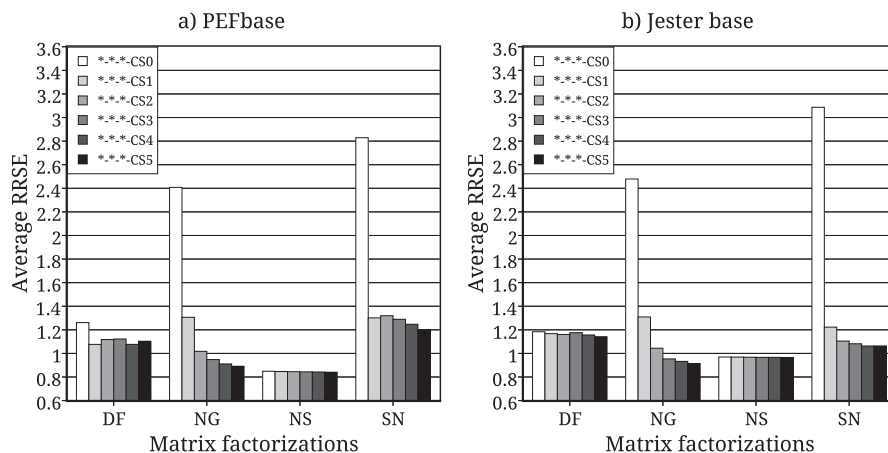 a) PEFbase
Average RRSE
3.6
3.4
3.2
3
2.8
2.6
2.4
2.2
2
1.8
1.6
1.4
1.2
1
0.8
0.6
*-*-*-CS0
*-*-*-CS1
*-*-*-CS2
*-*-*-CS3
*-*-*-CS4
*-*-*-CS5
DF NG NS SN
Matrix factorizations
b) Jester base
Average RRSE
3.6
3.4
3.2
3
2.8
2.6
2.4
2.2
2
1.8
1.6
1.4
1.2
1
0.8
0.6
*-*-*-CS0
*-*-*-CS1
*-*-*-CS2
*-*-*-CS3
*-*-*-CS4
*-*-*-CS5
DF NG NS SN
Matrix factorizations